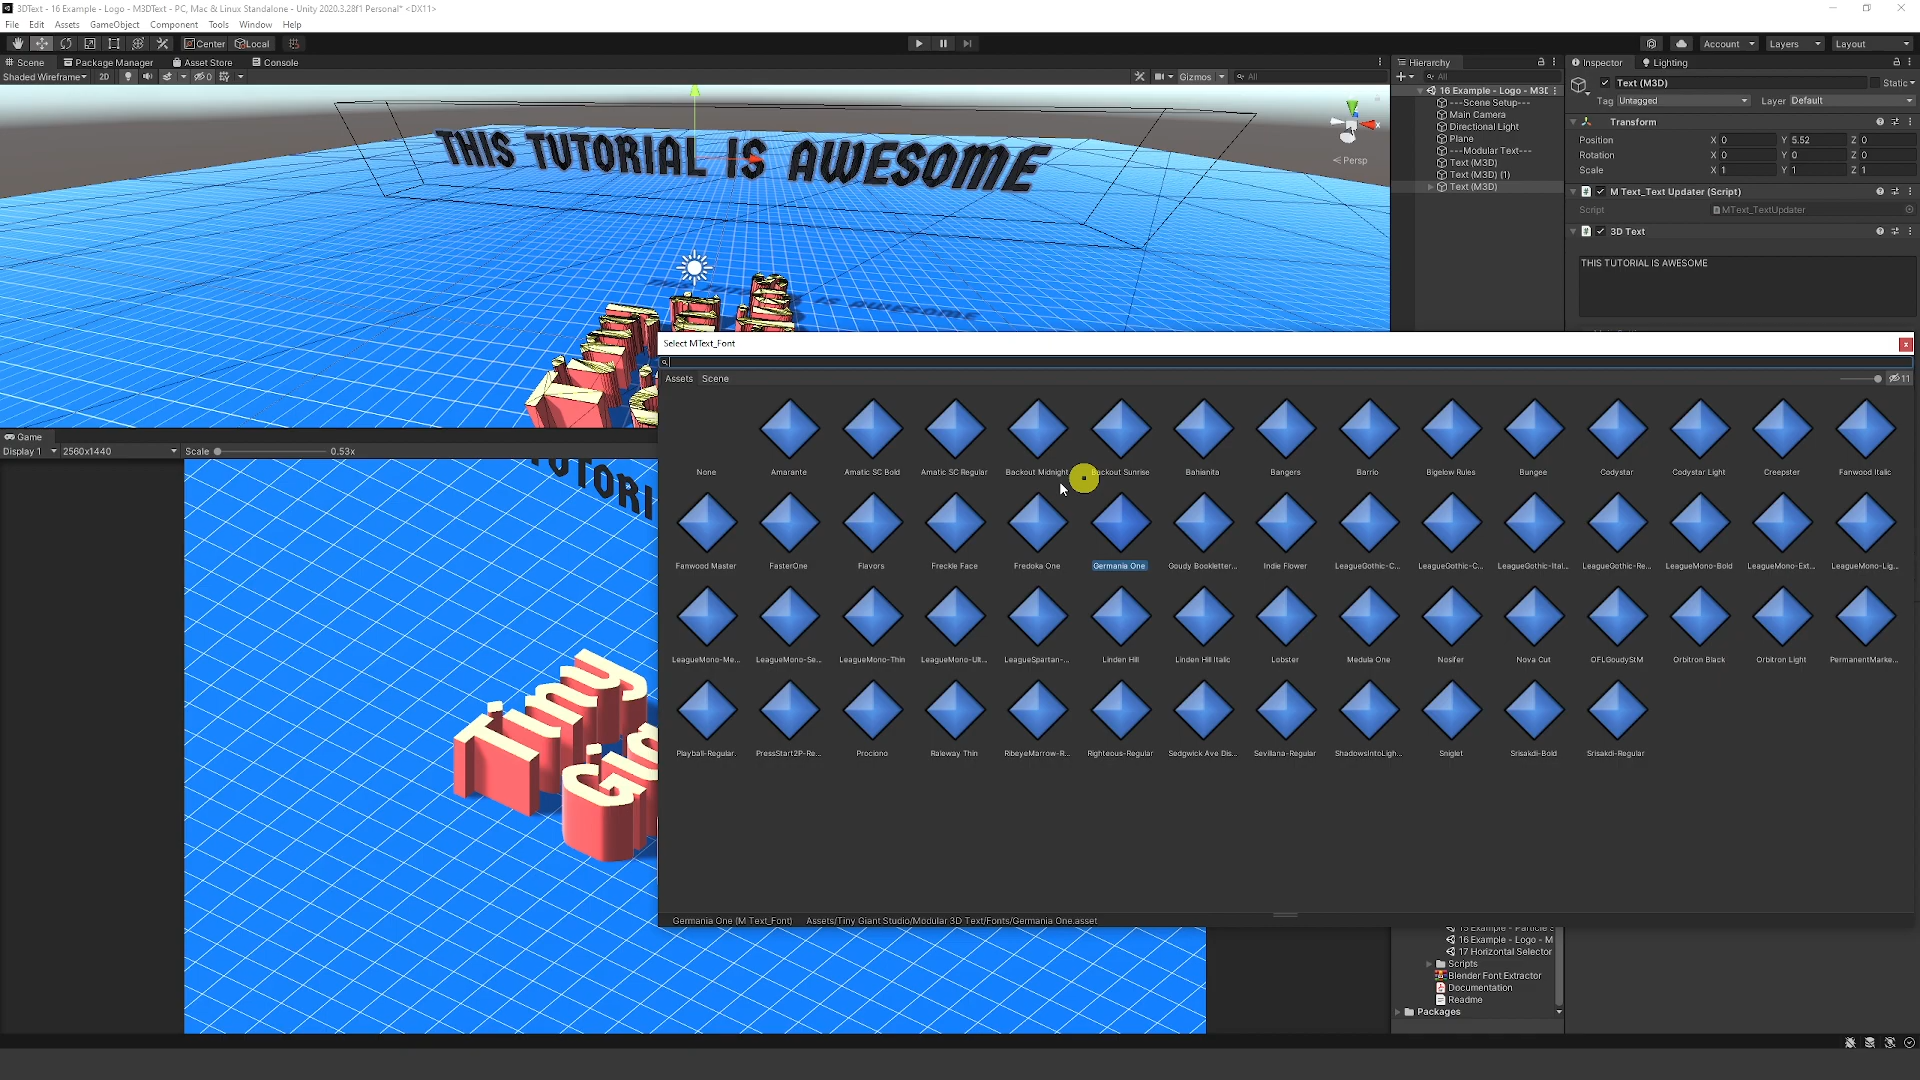 3DText - 16 Example - Logo - M3DText - PC, Mac & Linux Standalone - Unity 2020.3.28f1 Personal* <DX11>
File Edit Assets GameObject Component Tools Window Help
Center Local
Account Layers Layout
Scene Package Manager Asset Store Console
Shaded Wireframe 2D 0 Gizmos All
THIS TUTORIAL IS AWESOME
Persp
IS AWESOME
Hierarchy
All
16 Example - Logo - M3D
---Scene Setup---
Main Camera
Directional Light
Plane
---Modular Text---
Text (M3D)
Text (M3D) (1)
Text (M3D)
Inspector Lighting
Text (M3D) Static
Tag Untagged Layer Default
Transform
Position X 0 Y 5.52 Z 0
Rotation X 0 Y 0 Z 0
Scale X 1 Y 1 Z 1
M Text_Text Updater (Script)
Script MText_TextUpdater
3D Text
THIS TUTORIAL IS AWESOME
Select MText_Font
Assets Scene 11
None Amarante Amatic SC Bold Amatic SC Regular Backout Midnight Backout Sunrise Bahianita Bangers Barrio Bigelow Rules Bungee Codystar Codystar Light Creepster Fanwood Italic
Fanwood Master FasterOne Flavors Freckle Face Fredoka One Germania One Goudy Bookletter... Indie Flower LeagueGothic-C... LeagueGothic-C... LeagueGothic-Ital... LeagueGothic-Re... LeagueMono-Bold LeagueMono-Ext... LeagueMono-Lig...
LeagueMono-Me... LeagueMono-Se... LeagueMono-Thin LeagueMono-Ult... LeagueSpartan-... Linden Hill Linden Hill Italic Lobster Medula One Nosifer Nova Cut OFLGoudyStM Orbitron Black Orbitron Light PermanentMarke...
Playball-Regular. PressStart2P-Re... Prociono Raleway Thin RibeyeMarrow-R... Righteous-Regular Sedgwick Ave Dis... Sevillana-Regular ShadowsIntoLigh... Sniglet Srisakdi-Bold Srisakdi-Regular
Germania One (M Text_Font) Assets/Tiny Giant Studio/Modular 3D Text/Fonts/Germania One.asset
Game
Display 1 2560x1440 Scale 0.53x
UTORI
Tiny
Gia
15 Example - Particle S
16 Example - Logo - M
17 Horizontal Selector
Scripts
Blender Font Extractor
Documentation
Readme
Packages